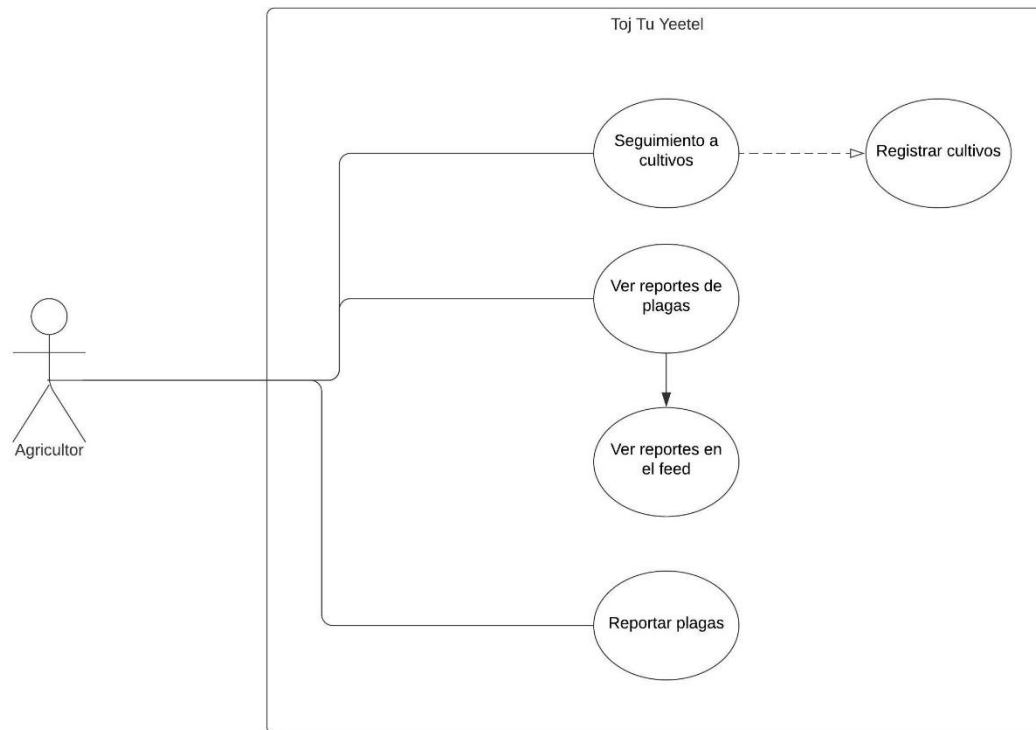 Toj Tu Yeetel
Seguimiento a
cultivos
Registrar cultivos
Ver reportes de
plagas
Agricultor
Ver reportes en
el feed
Reportar plagas